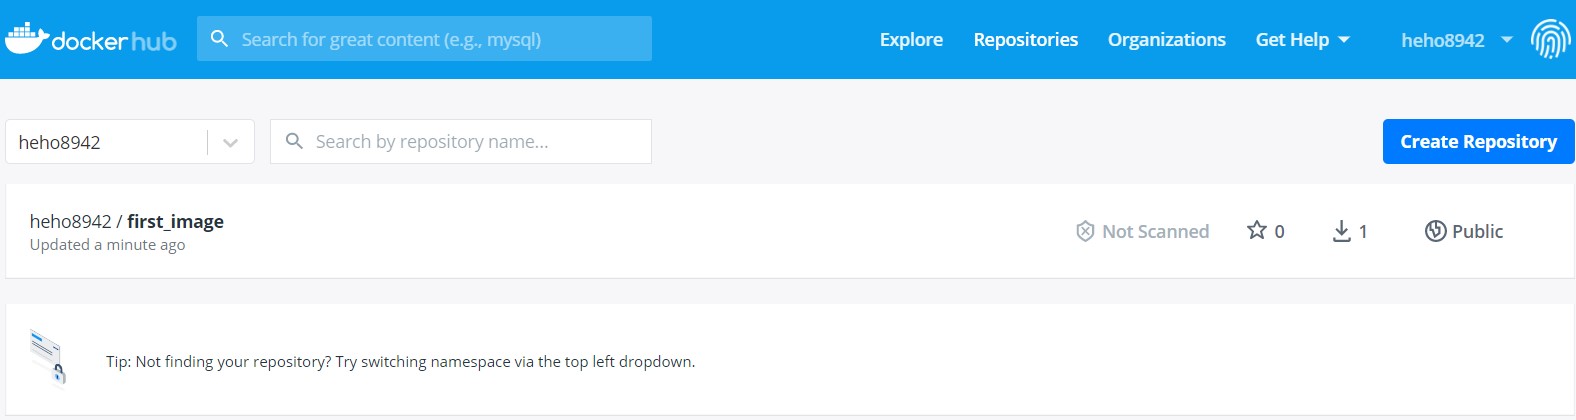 docker hub Search for great content (e.g., mysql) Explore Repositories Organizations Get Help heho8942
heho8942 Search by repository name... Create Repository
heho8942 / first_image
Updated a minute ago
Not Scanned 0 1 Public
Tip: Not finding your repository? Try switching namespace via the top left dropdown.